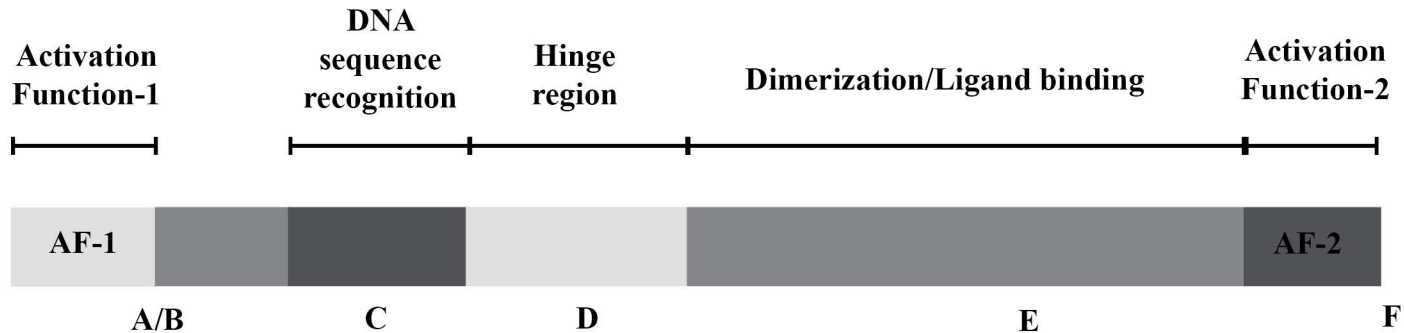 Activation
Function-1
DNA
sequence
recognition
Hinge
region
Dimerization/Ligand binding
Activation
Function-2
AF-1
AF-2
A/B
C
D
E
F